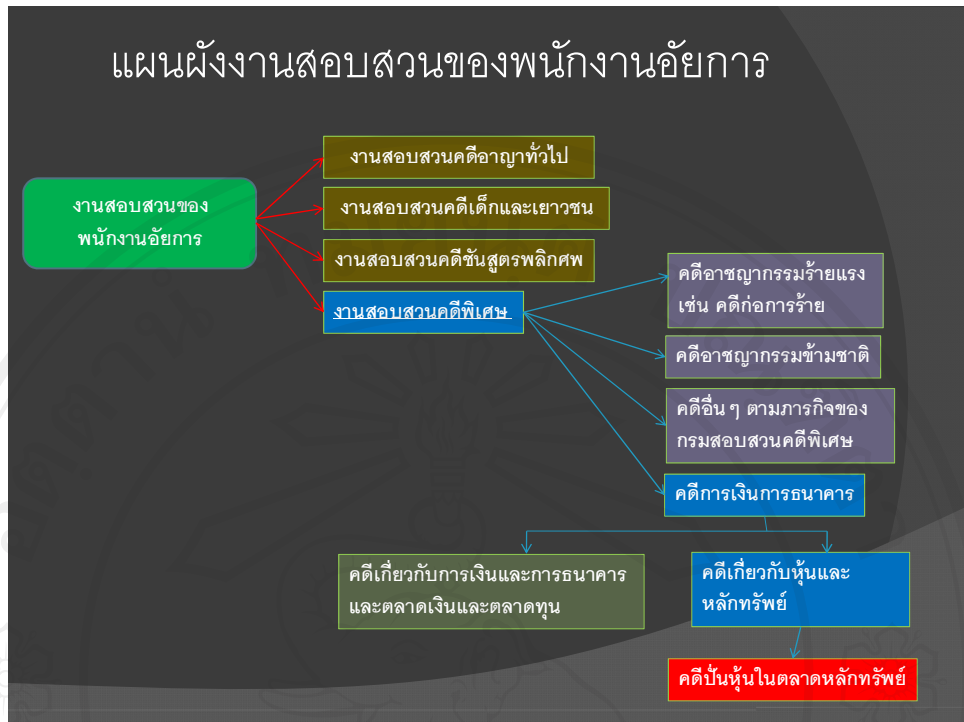 แผนผังงานสอบสวนของพนักงานอัยการ
งานสอบสวนของ
พนักงานอัยการ
งานสอบสวนคดีอาญาทั่วไป
งานสอบสวนคดีเด็กและเยาวชน
งานสอบสวนคดีชันสูตรพลิกศพ
งานสอบสวนคดีพิเศษ
คดีอาชญากรรมร้ายแรง
เช่น คดีก่อการร้าย
คดีอาชญากรรมข้ามชาติ
คดีอื่น ๆ ตามภารกิจของ
กรมสอบสวนคดีพิเศษ
คดีการเงินการธนาคาร
คดีเกี่ยวกับการเงินและการธนาคาร
และตลาดเงินและตลาดทุน
คดีเกี่ยวกับหุ้นและ
หลักทรัพย์
คดีปั่นหุ้นในตลาดหลักทรัพย์